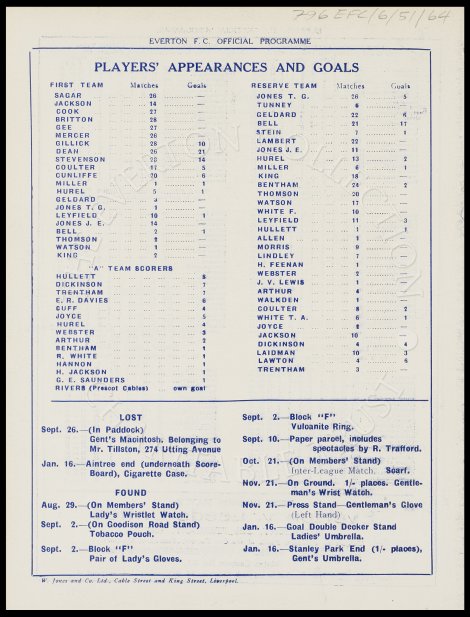 796 EFC/6/51/64
EVERTON F.C. OFFICIAL PROGRAMME
PLAYERS' APPEARANCES AND GOALS
FIRST TEAM Matches Goals
SAGAR 26 —
JACKSON 14 —
COOK 27 —
BRITTON 28 —
GEE 27 —
MERCER 26 —
GILLICK 28 10
DEAN 26 21
STEVENSON 14
COULTER 5
CUNLIFFE 20 6
MILLER 1 1
HUREL 1
GELDARD 3 —
JONES T. G. —
LEYFIELD 10 1
JONES J. E. 14 —
BELL 2 1
THOMSON 2 —
WATSON 1 —
KING 2 —
"A" TEAM SCORERS
HULLETT 8
DICKINSON 7
TRENTHAM 7
E. R. DAVIES 6
CUFF 4
JOYCE 5
HUREL 4
WEBSTER 3
ARTHUR 2
BENTHAM 1
R. WHITE 1
HANNON 1
H. JACKSON 1
G. E. SAUNDERS 1
RIVERS (Prescot Cables) own goal
RESERVE TEAM Matches Goals
JONES T. G. 26 5
TUNNEY 6 —
GELDARD 22 6
BELL 21 17
STEIN 7 1
LAMBERT 22 —
JONES J. E. 11 —
HUREL 13 2
MILLER 6 1
KING 18 —
BENTHAM 24 2
THOMSON 20 —
WATSON 17 —
WHITE F. 10 —
LEYFIELD 11 3
HULLETT 1 1
ALLEN 1 —
MORRIS 9 —
LINDLEY 7 —
H. FEENAN 1 —
WEBSTER 2 —
J. V. LEWIS 1 —
ARTHUR 4 —
WALKDEN 1 —
COULTER 8 2
WHITE T. A. 6 1
JOYCE —
JACKSON 10 —
DICKINSON 4 4
LAIDMAN 10 3
LAWTON 4 6
TRENTHAM 3 —
LOST
Sept. 26.—(In Paddock)
Gent's Macintosh. Belonging to
Mr. Tillston, 274 Utting Avenue
Jan. 16.—Aintree end (underneath Score-
Board), Cigarette Case.
FOUND
Aug. 29.—(On Members' Stand)
Lady's Wristlet Watch.
Sept. 2.—(On Goodison Road Stand)
Tobacco Pouch.
Sept. 2.—Block "F"
Pair of Lady's Gloves.
Sept. 2.—Block "F"
Vulcanite Ring.
Sept. 10.—Paper parcel, includes
spectacles by R. Trafford.
Oct. 21.—(On Members' Stand)
Inter-League Match. Scarf.
Nov. 21.—On Ground. 1/- places. Gentle-
man's Wrist Watch.
Nov. 21.—Press Stand—Gentleman's Glove
(Left Hand)
Jan. 16.—Goal Double Decker Stand
Ladies' Umbrella.
Jan. 16.—Stanley Park End (1/- places),
Gent's Umbrella.
W. Jones and Co. Ltd., Cable Street and King Street, Liverpool.